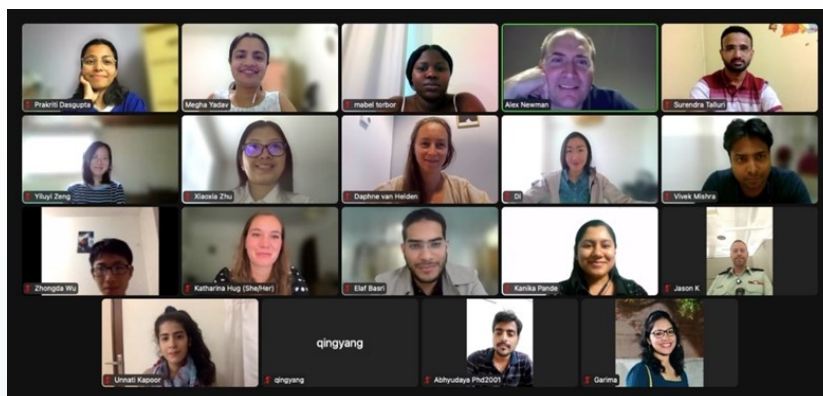 Prakriti Dasgupta
Megha Yadav
mabel torbor
Alex Newman
Surendra Talluri
Yiluyi Zeng
Xiaoxia Zhu
Daphne van Helden
Di
Vivek Mishra
Zhongda Wu
Katharina Hug (She/Her)
Elaf Basri
Kanika Pande
Jason K
Unnati Kapoor
qingyang
qingyang
Abhyudaya Phd2001
Garima